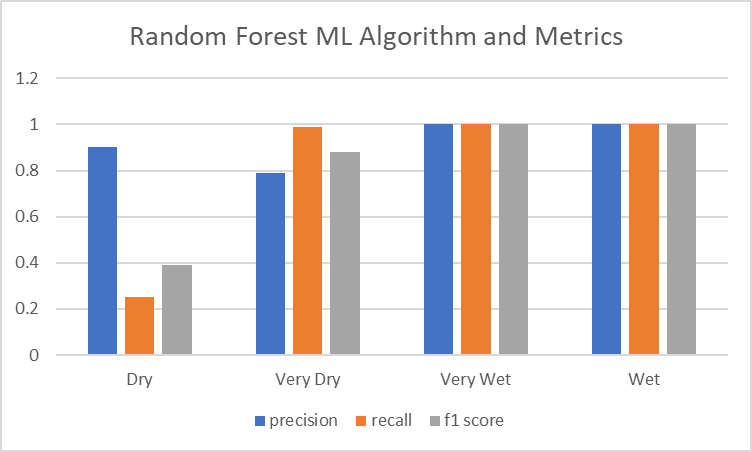 Random Forest ML Algorithm and Metrics
1.2
1
0.8
0.6
0.4
0.2
0
Dry Very Dry Very Wet Wet
precision recall f1 score